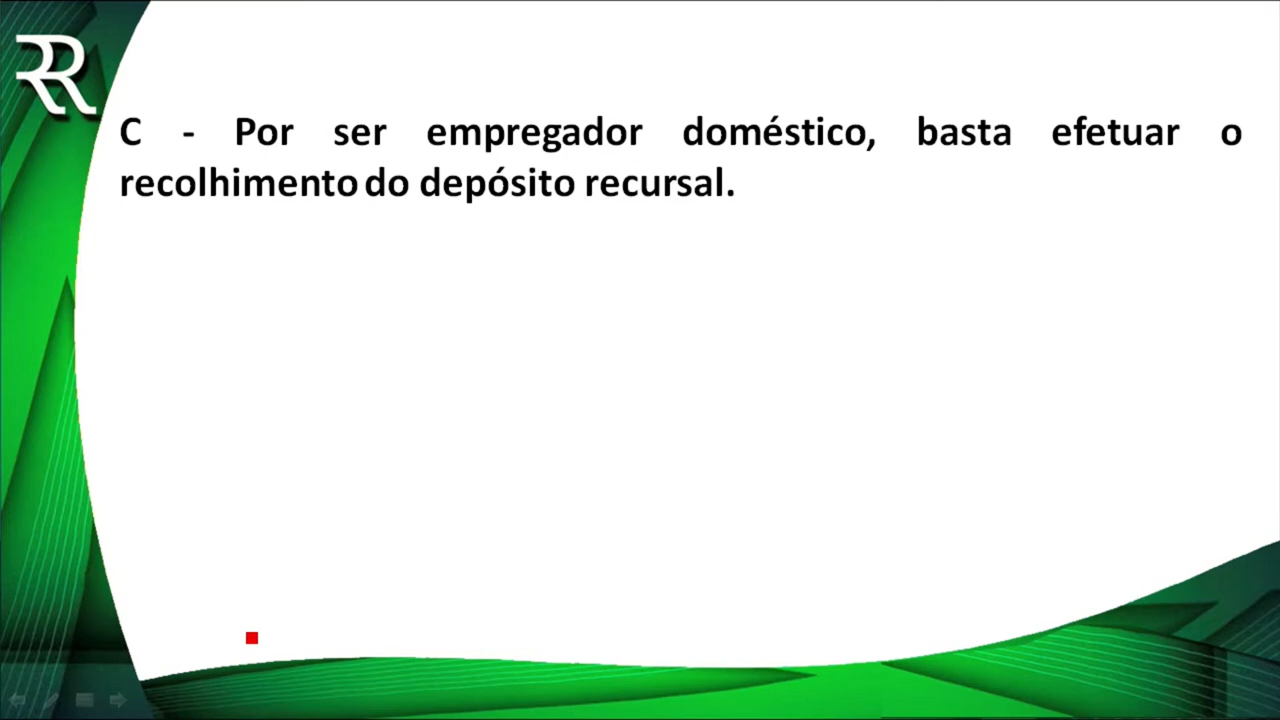 C - Por ser empregador doméstico, basta efetuar o
recolhimento do depósito recursal.